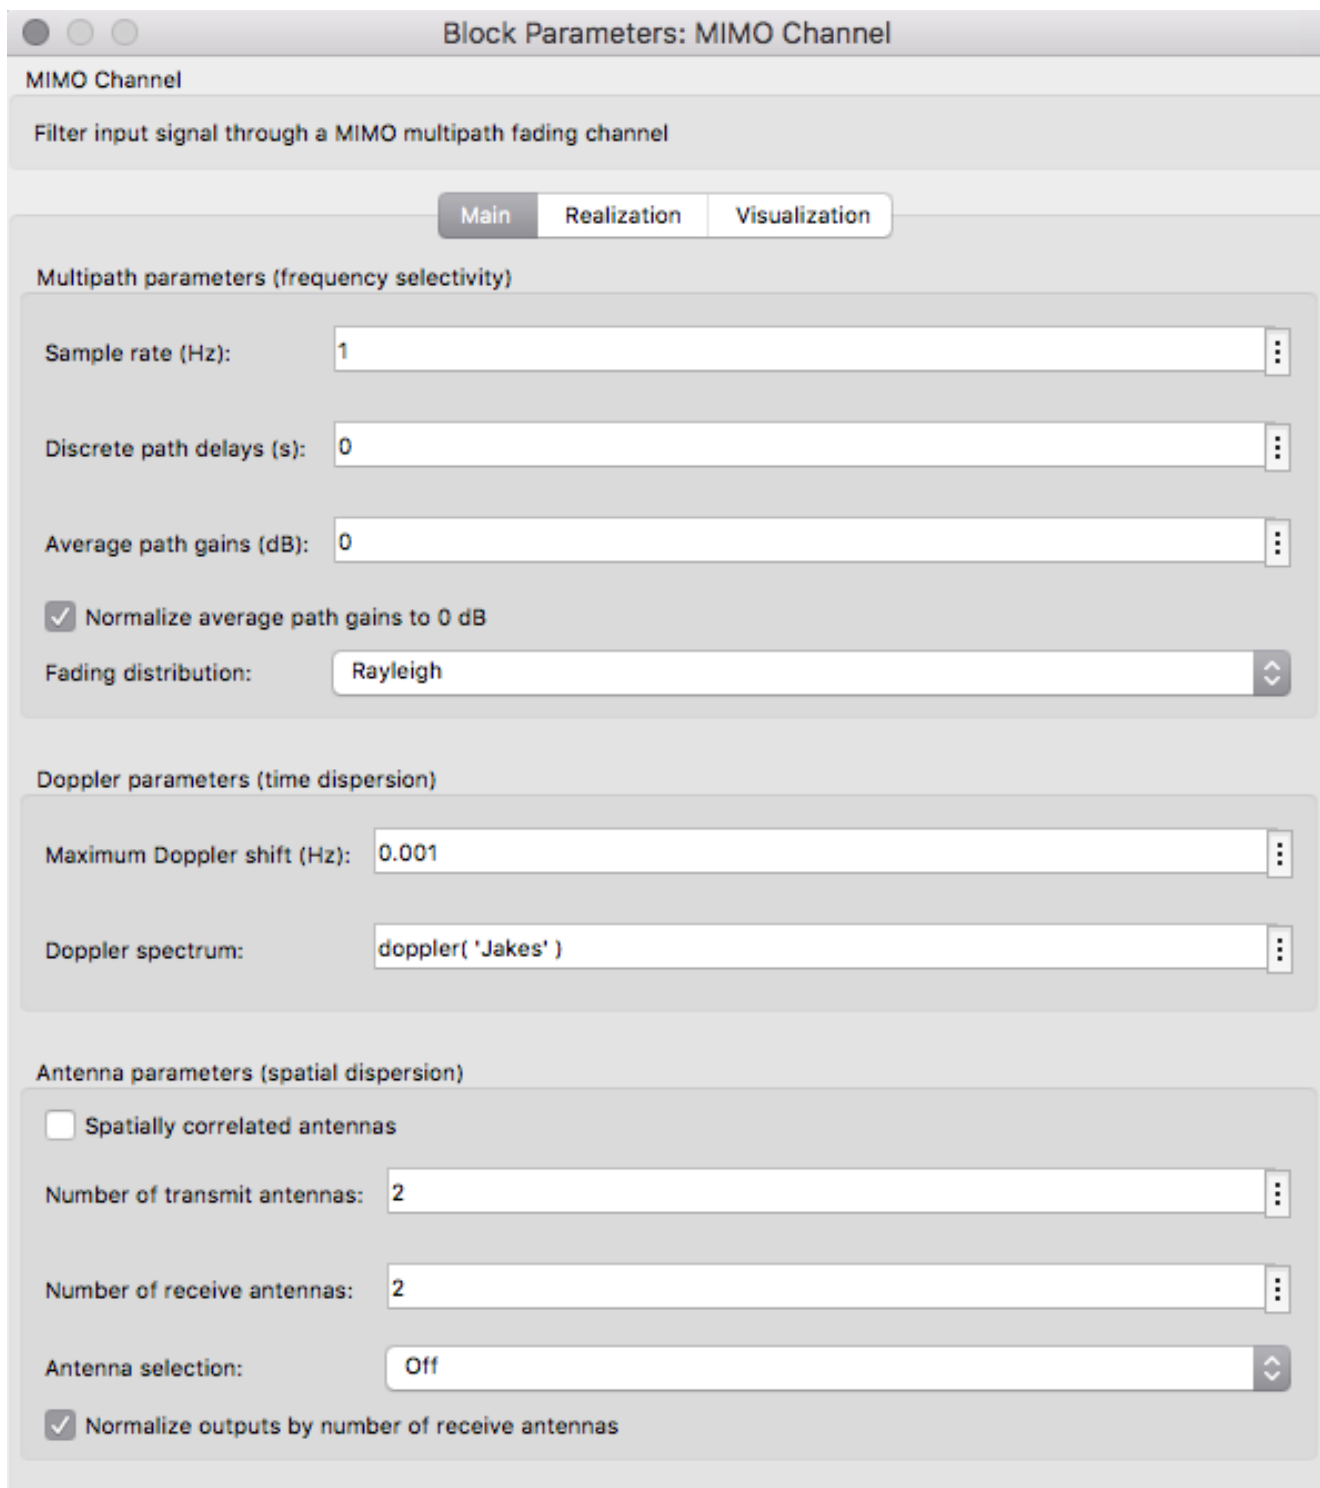 Block Parameters: MIMO Channel
MIMO Channel
Filter input signal through a MIMO multipath fading channel
Main Realization Visualization
Multipath parameters (frequency selectivity)
Sample rate (Hz): 1
Discrete path delays (s): 0
Average path gains (dB): 0
Normalize average path gains to 0 dB
Fading distribution: Rayleigh
Doppler parameters (time dispersion)
Maximum Doppler shift (Hz): 0.001
Doppler spectrum: doppler( 'Jakes' )
Antenna parameters (spatial dispersion)
Spatially correlated antennas
Number of transmit antennas: 2
Number of receive antennas: 2
Antenna selection: Off
Normalize outputs by number of receive antennas